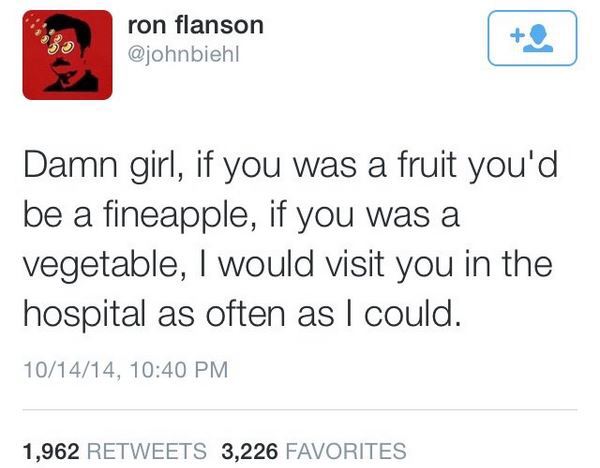 ron flanson
@johnbiehl
Damn girl, if you was a fruit you'd
be a fineapple, if you was a
vegetable, I would visit you in the
hospital as often as I could.
10/14/14, 10:40 PM
1,962 RETWEETS 3,226 FAVORITES